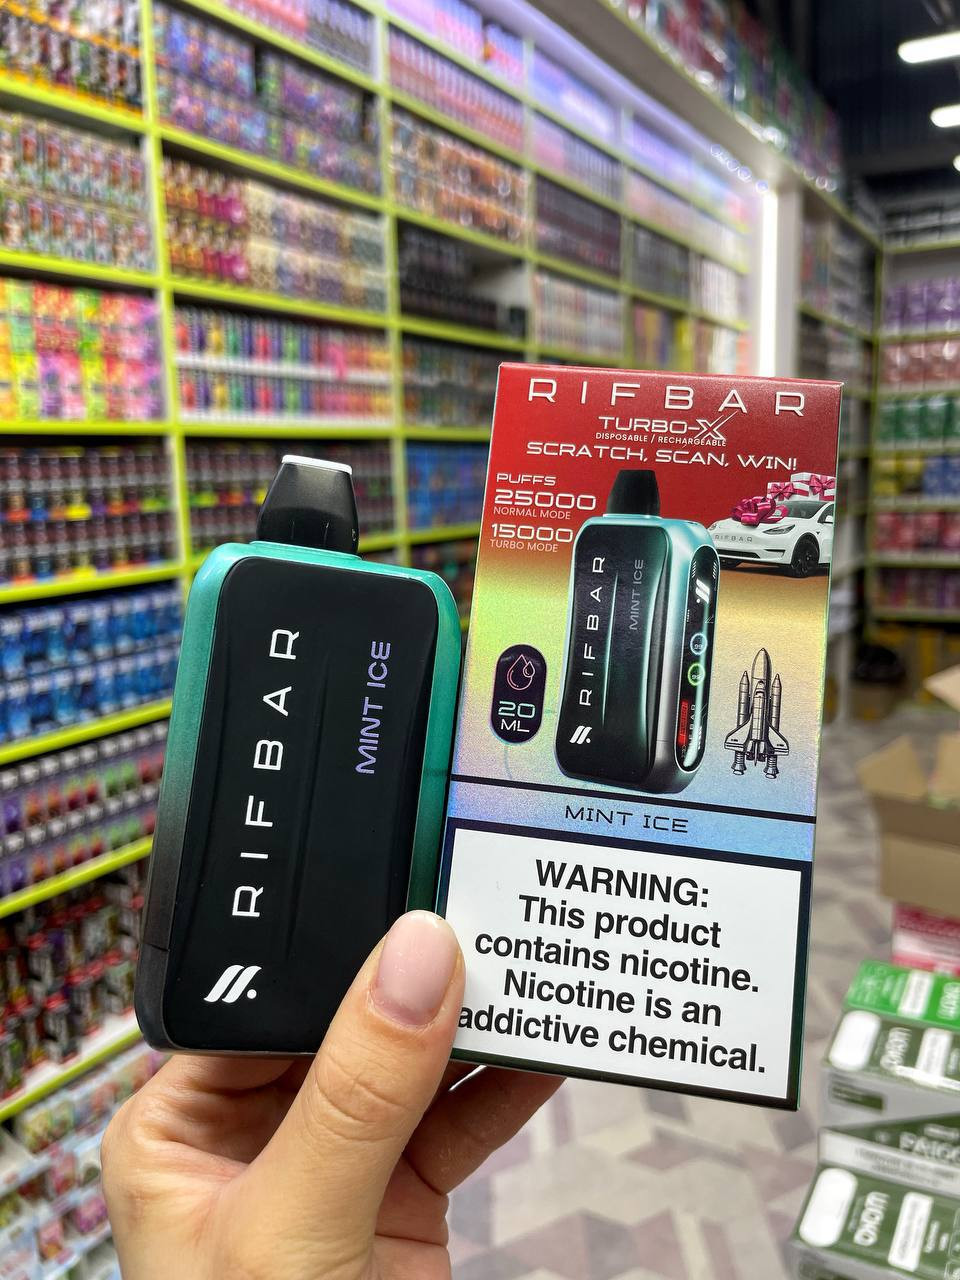 RIFBAR
MINT ICE
RIFBAR
TURBO-X
DISPOSABLE / RECHARGEABLE
SCRATCH, SCAN, WIN!
PUFFS
25000
NORMAL MODE
15000
TURBO MODE
RIFBAR
RIFBAR
MINT ICE
20
ML
MINT ICE
WARNING:
This product
contains nicotine.
Nicotine is an
addictive chemical.